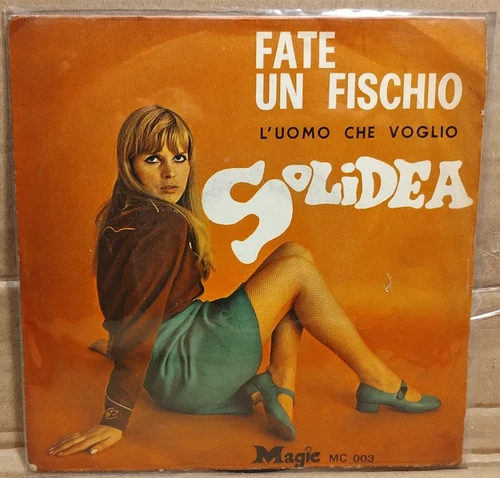 FATE
UN FISCHIO
L'UOMO CHE VOGLIO
SOLiDEA
Magic MC 003